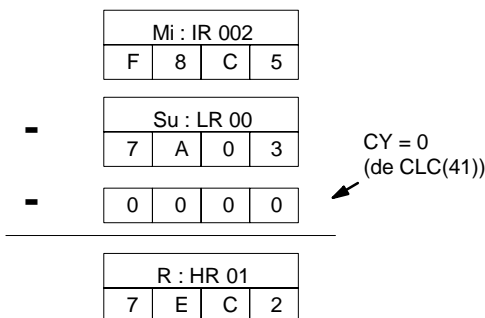 Mi : IR 002
F 8 C 5
- Su : LR 00
7 A 0 3
CY = 0
(de CLC(41))
- 0 0 0 0
R : HR 01
7 E C 2